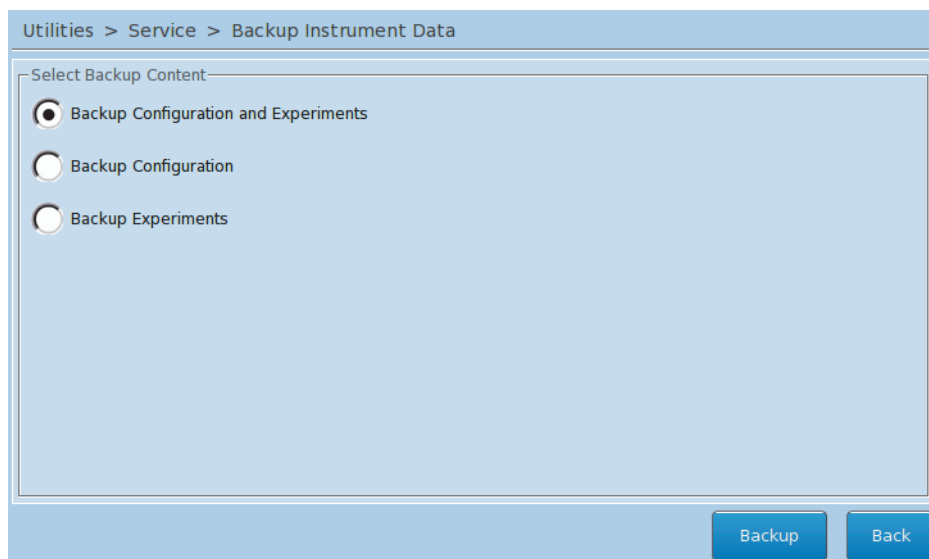 Utilities > Service > Backup Instrument Data
Select Backup Content
Backup Configuration and Experiments
Backup Configuration
Backup Experiments
Backup
Back